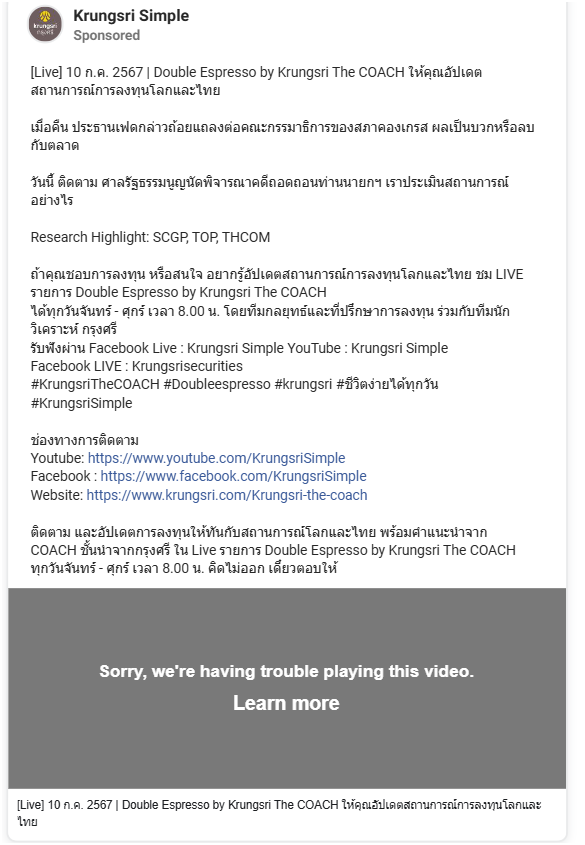 krungsri
กรุงศรี
Krungsri Simple
Sponsored
[Live] 10 ก.ค. 2567 | Double Espresso by Krungsri The COACH ให้คุณอัปเดต
สถานการณ์การลงทุนโลกและไทย
เมื่อคืน ประธานเฟดกล่าวถ้อยแถลงต่อคณะกรรมาธิการของสภาคองเกรส ผลเป็นบวกหรือลบ
กับตลาด
วันนี้ ติดตาม ศาลรัฐธรรมนูญนัดพิจารณาคดีถอดถอนท่านนายกฯ เราประเมินสถานการณ์
อย่างไร
Research Highlight: SCGP, TOP, THCOM
ถ้าคุณชอบการลงทุน หรือสนใจ อยากรู้อัปเดตสถานการณ์การลงทุนโลกและไทย ชม LIVE
รายการ Double Espresso by Krungsri The COACH
ได้ทุกวันจันทร์ - ศุกร์ เวลา 8.00 น. โดยทีมกลยุทธ์และที่ปรึกษาการลงทุน ร่วมกับทีมนัก
วิเคราะห์ กรุงศรี
รับฟังผ่าน Facebook Live : Krungsri Simple YouTube : Krungsri Simple
Facebook LIVE : Krungsrisecurities
#KrungsriTheCOACH #Doubleespresso #krungsri #ชีวิตง่ายได้ทุกวัน
#KrungsriSimple
ช่องทางการติดตาม
Youtube: https://www.youtube.com/KrungsriSimple
Facebook : https://www.facebook.com/KrungsriSimple
Website: https://www.krungsri.com/Krungsri-the-coach
ติดตาม และอัปเดตการลงทุนให้ทันกับสถานการณ์โลกและไทย พร้อมคำแนะนำจาก
COACH ชั้นนำจากกรุงศรี ใน Live รายการ Double Espresso by Krungsri The COACH
ทุกวันจันทร์ - ศุกร์ เวลา 8.00 น. คิดไม่ออก เดี๋ยวตอบให้
Sorry, we're having trouble playing this video.
Learn more
[Live] 10 ก.ค. 2567 | Double Espresso by Krungsri The COACH ให้คุณอัปเดตสถานการณ์การลงทุนโลกและ
ไทย